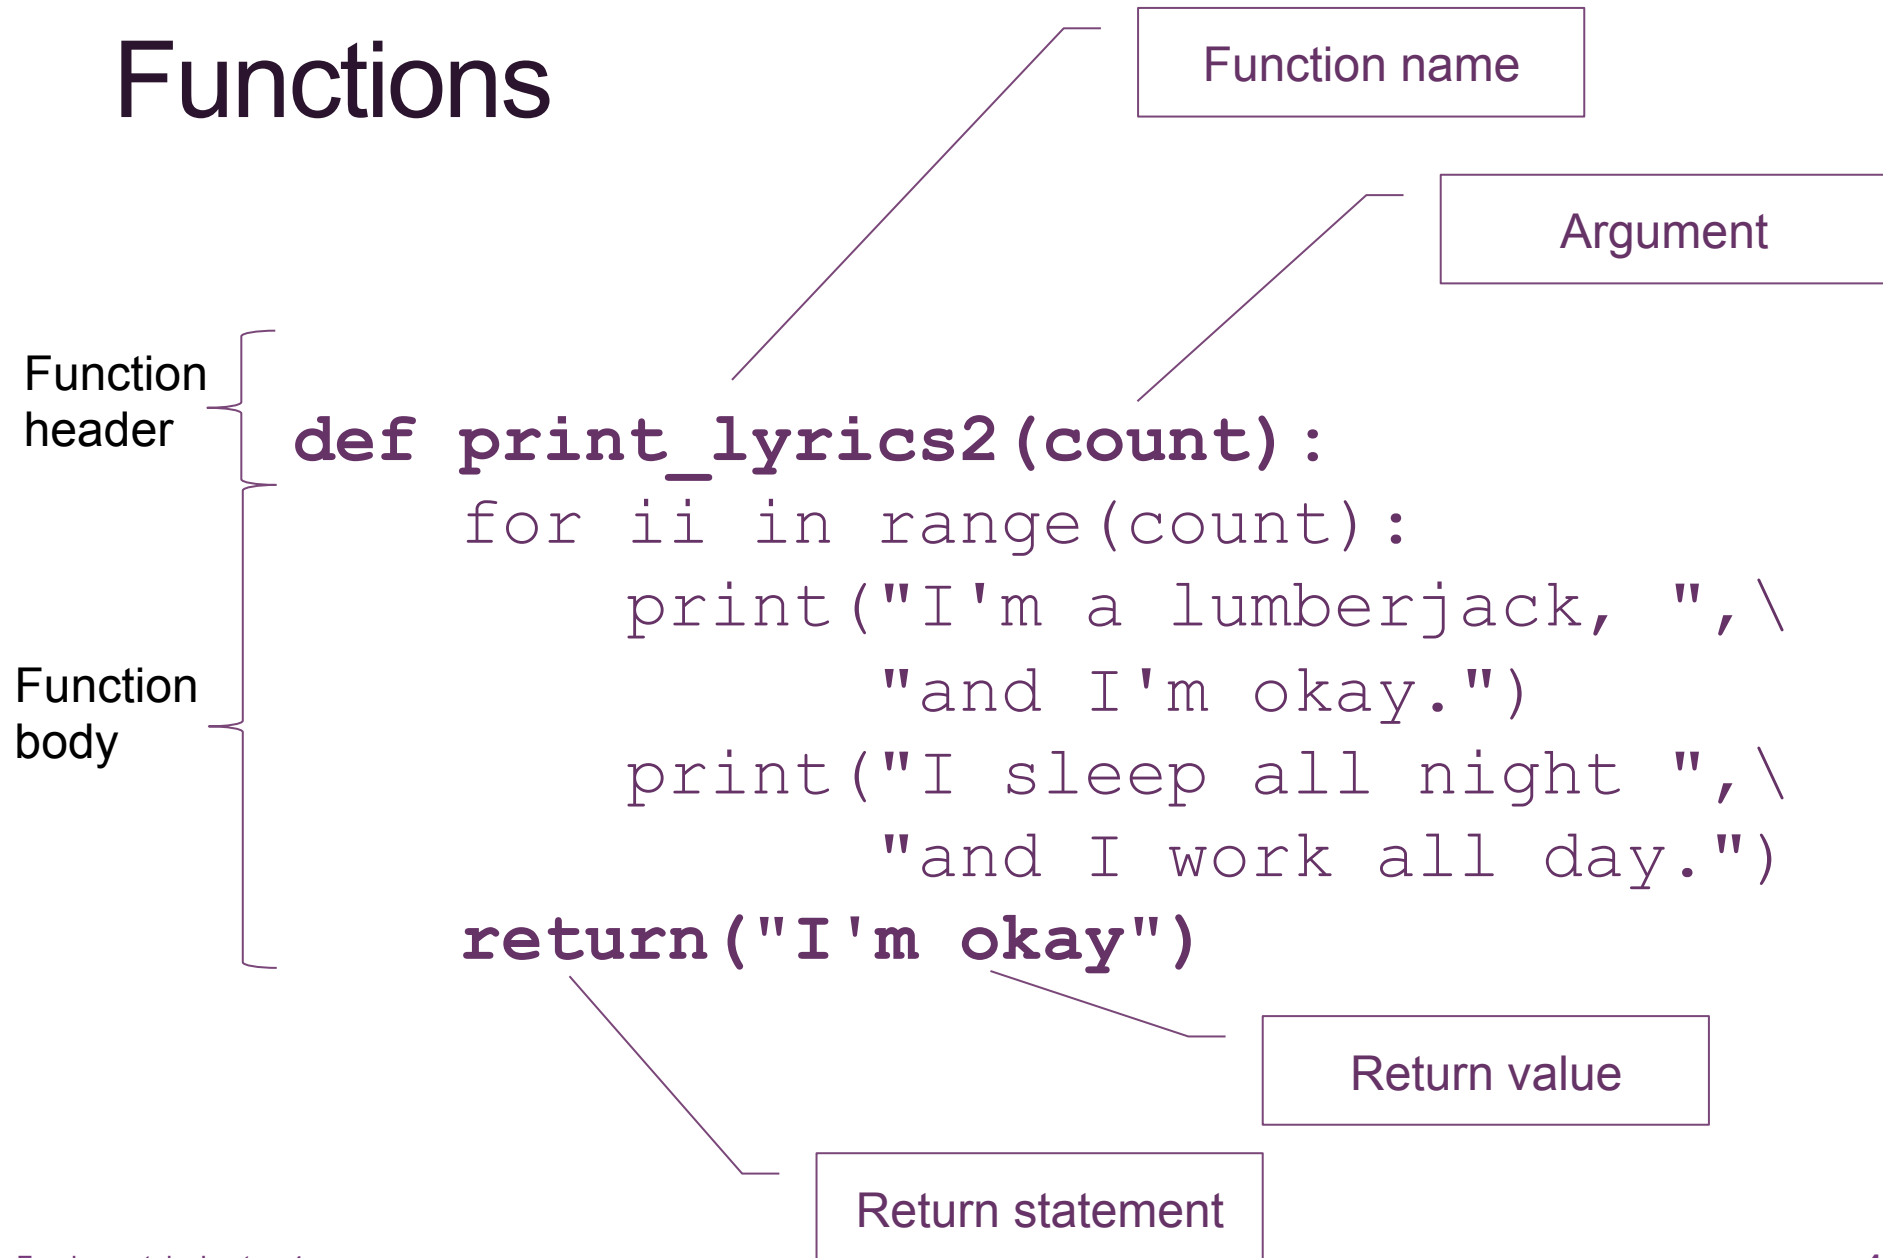 Functions
Function name
Argument
Function
header
def print_lyrics2(count):
for ii in range(count):
print("I'm a lumberjack, ",\
"and I'm okay.")
Function
body
print("I sleep all night ",\
"and I work all day.")
return("I'm okay")
Return value
Return statement